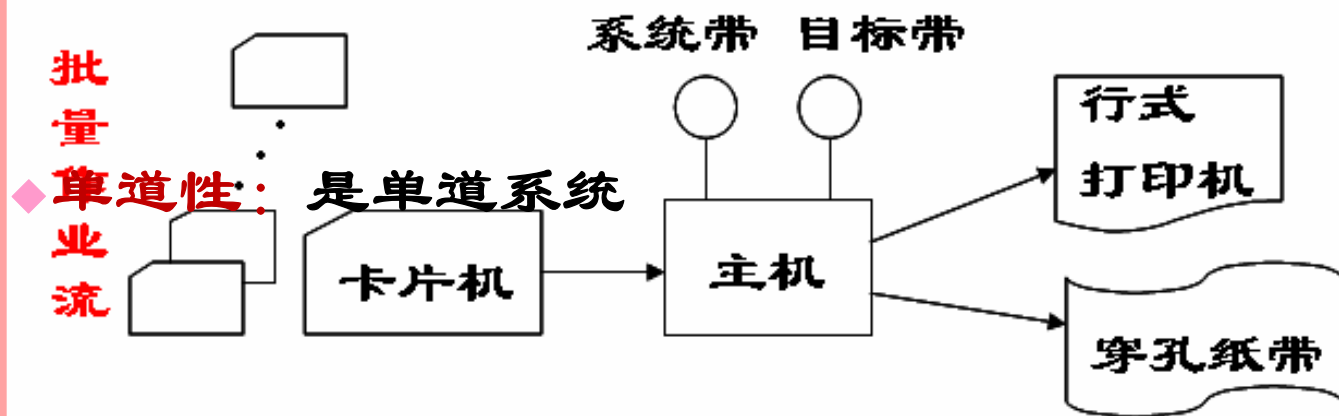 系统带 目标带
批
量
业
流
单道性： 是单道系统
卡片机
主机
行式
打印机
穿孔纸带